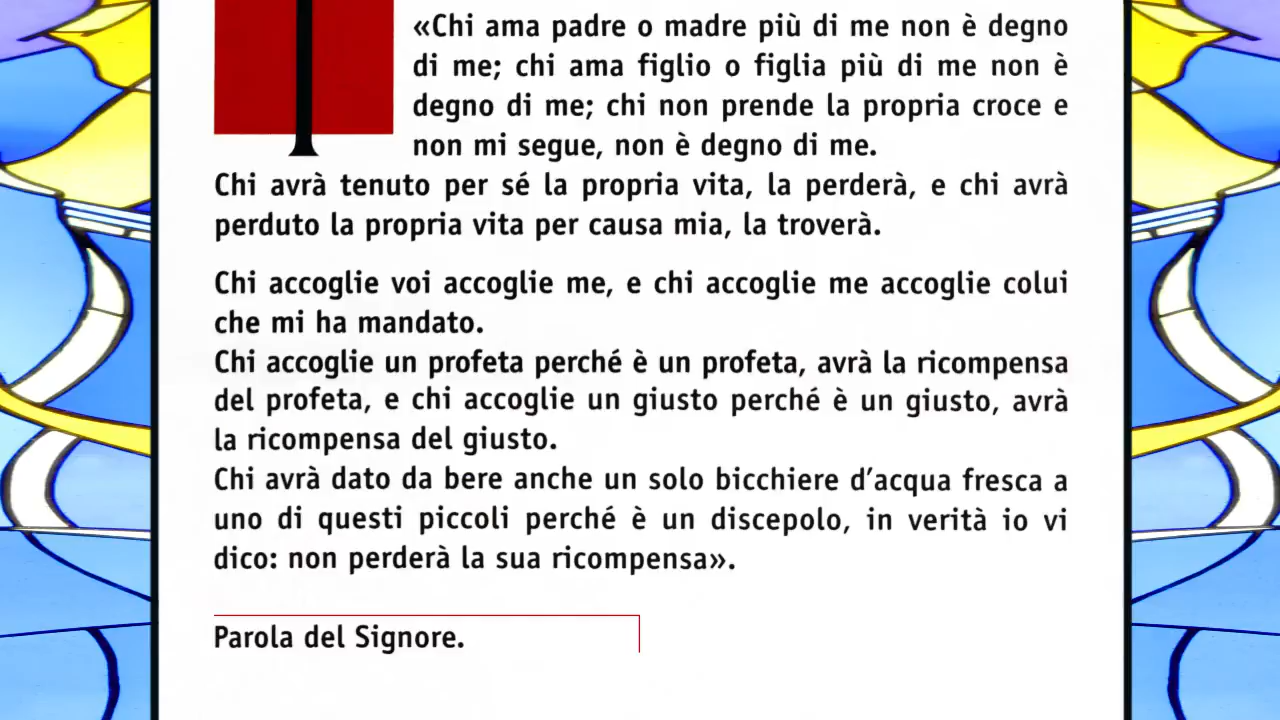 «Chi ama padre o madre più di me non è degno
di me; chi ama figlio o figlia più di me non è
degno di me; chi non prende la propria croce e
non mi segue, non è degno di me.
Chi avrà tenuto per sé la propria vita, la perderà, e chi avrà
perduto la propria vita per causa mia, la troverà.
Chi accoglie voi accoglie me, e chi accoglie me accoglie colui
che mi ha mandato.
Chi accoglie un profeta perché è un profeta, avrà la ricompensa
del profeta, e chi accoglie un giusto perché è un giusto, avrà
la ricompensa del giusto.
Chi avrà dato da bere anche un solo bicchiere d’acqua fresca a
uno di questi piccoli perché è un discepolo, in verità io vi
dico: non perderà la sua ricompensa».
Parola del Signore.